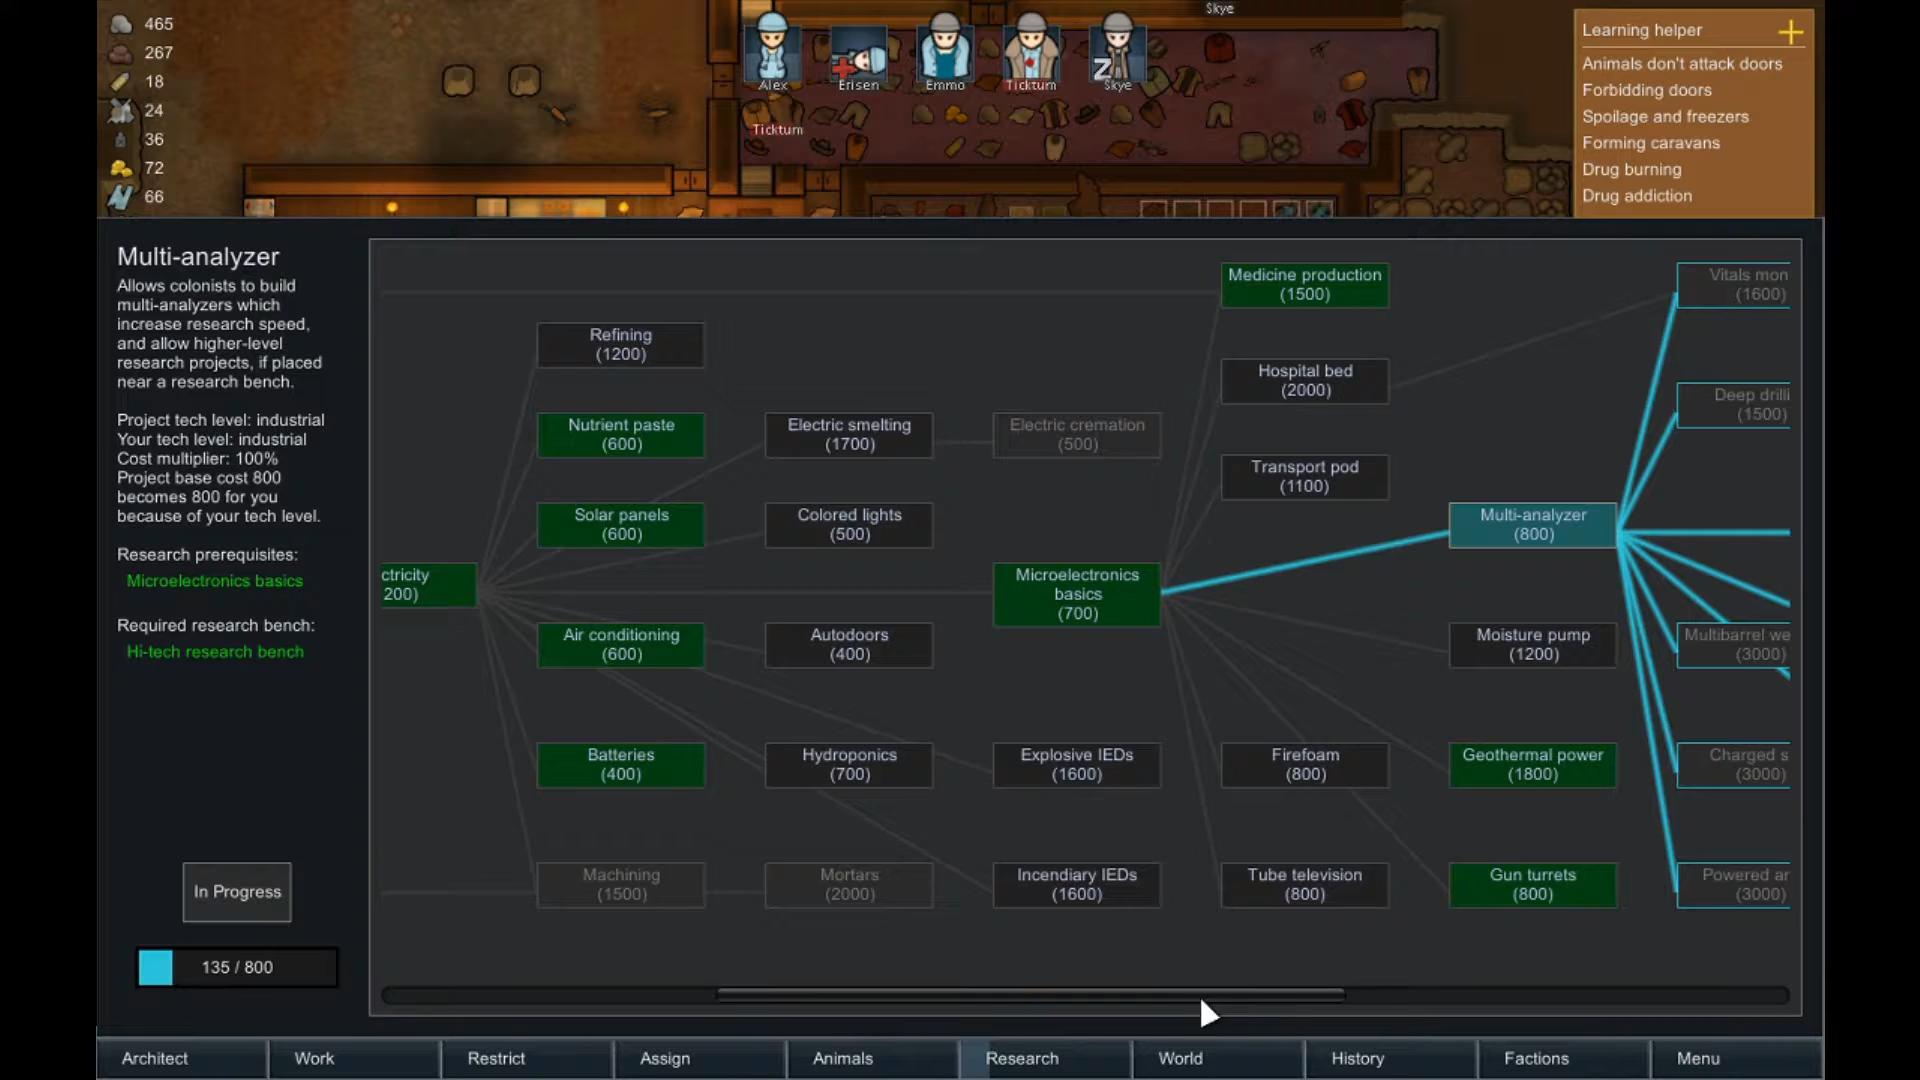 465
267
18
24
36
72
66
Skye
Alex
Erisen
Emmo
Ticktum
Skye
Ticktum
Learning helper
Animals don't attack doors
Forbidding doors
Spoilage and freezers
Forming caravans
Drug burning
Drug addiction
Multi-analyzer
Allows colonists to build
multi-analyzers which
increase research speed,
and allow higher-level
research projects, if placed
near a research bench.
Project tech level: industrial
Your tech level: industrial
Cost multiplier: 100%
Project base cost 800
becomes 800 for you
because of your tech level.
Research prerequisites:
Microelectronics basics
Required research bench:
Hi-tech research bench
In Progress
135 / 800
ctricity
200)
Refining
(1200)
Nutrient paste
(600)
Solar panels
(600)
Air conditioning
(600)
Batteries
(400)
Machining
(1500)
Electric smelting
(1700)
Colored lights
(500)
Autodoors
(400)
Hydroponics
(700)
Mortars
(2000)
Electric cremation
(500)
Microelectronics
basics
(700)
Explosive IEDs
(1600)
Incendiary IEDs
(1600)
Medicine production
(1500)
Hospital bed
(2000)
Transport pod
(1100)
Firefoam
(800)
Tube television
(800)
Multi-analyzer
(800)
Moisture pump
(1200)
Geothermal power
(1800)
Gun turrets
(800)
Vitals mon
(1600)
Deep drilli
(1500)
Multibarrel we
(3000)
Charged s
(3000)
Powered ar
(3000)
Architect
Work
Restrict
Assign
Animals
Research
World
History
Factions
Menu